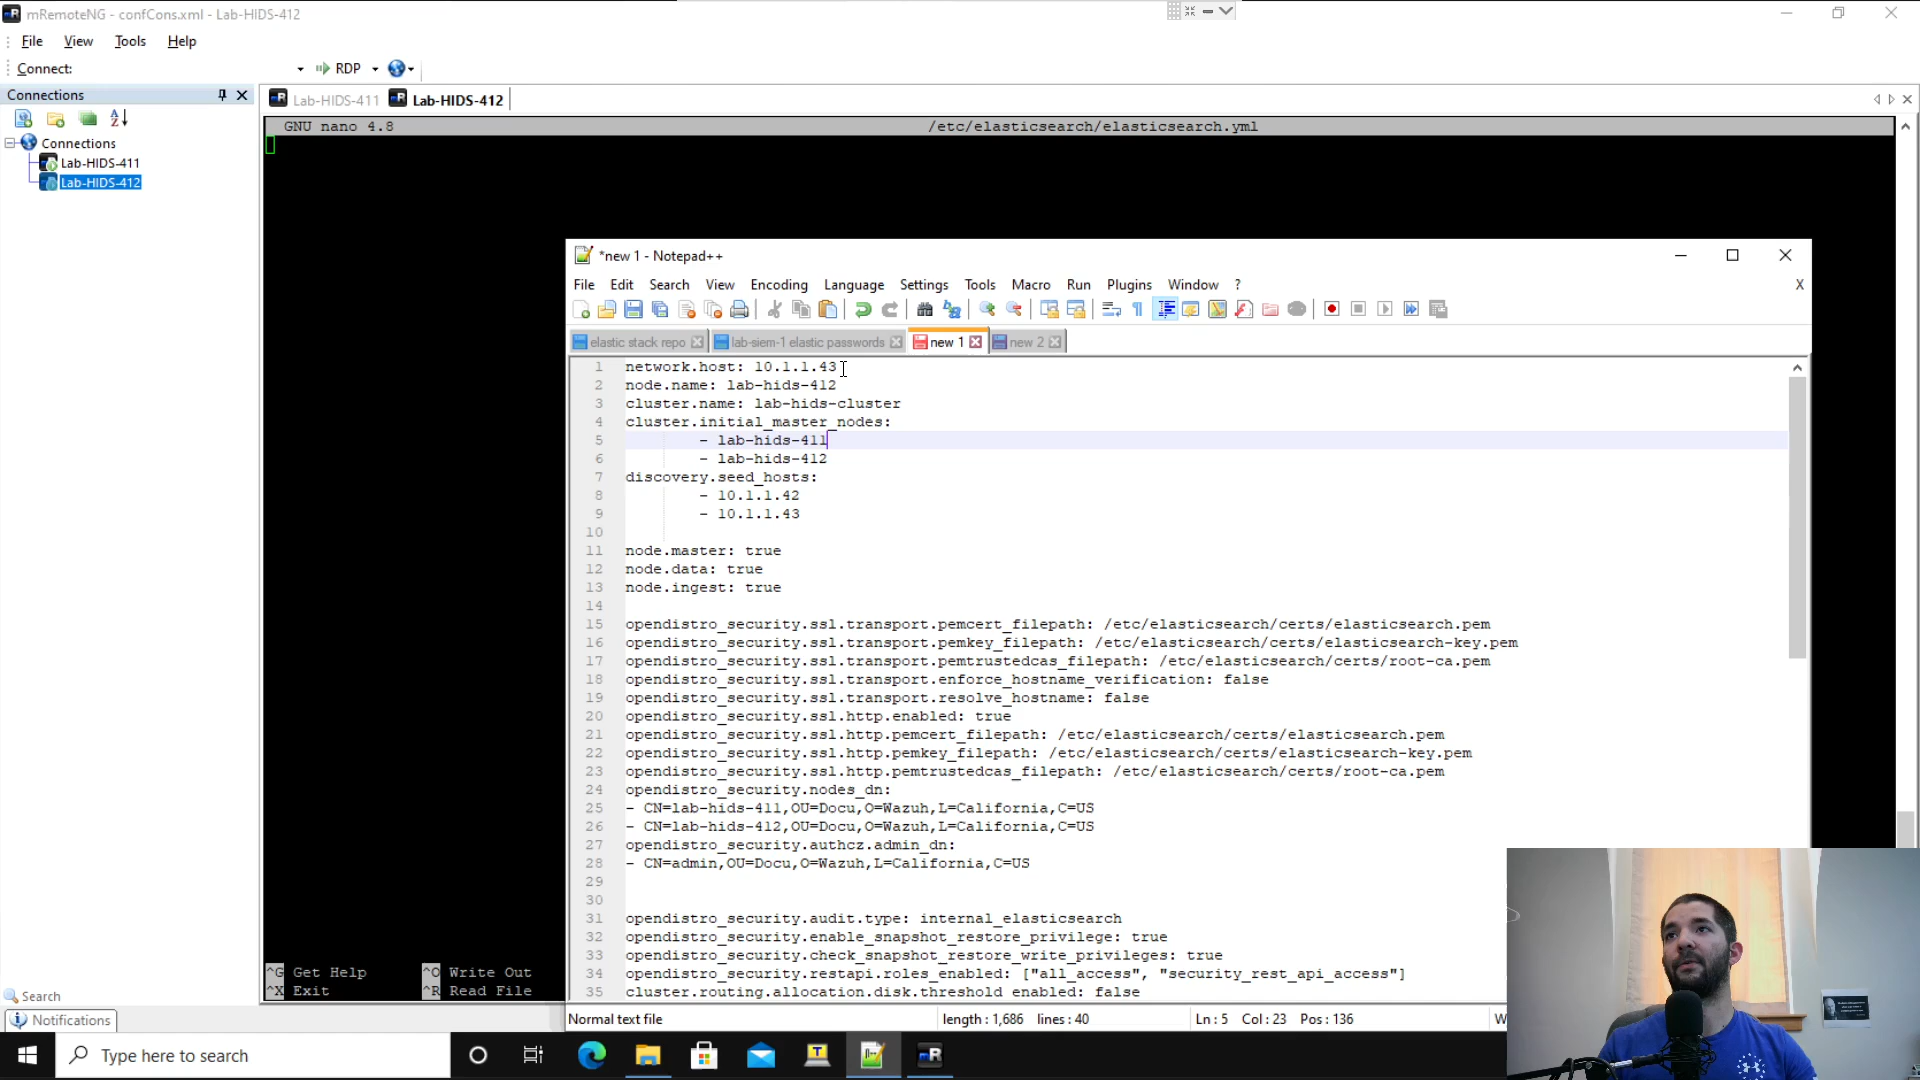 mRemoteNG - confCons.xml - Lab-HIDS-412
File View Tools Help
Connect: RDP
Connections
Lab-HIDS-411 Lab-HIDS-412
Connections
Lab-HIDS-411
Lab-HIDS-412
GNU nano 4.8 /etc/elasticsearch/elasticsearch.yml
*new 1 - Notepad++
File Edit Search View Encoding Language Settings Tools Macro Run Plugins Window ? X
elastic stack repo lab-siem-1 elastic passwords new 1 new 2
1 network.host: 10.1.1.43
2 node.name: lab-hids-412
3 cluster.name: lab-hids-cluster
4 cluster.initial_master_nodes:
5 - lab-hids-411
6 - lab-hids-412
7 discovery.seed_hosts:
8 - 10.1.1.42
9 - 10.1.1.43
10
11 node.master: true
12 node.data: true
13 node.ingest: true
14
15 opendistro_security.ssl.transport.pemcert_filepath: /etc/elasticsearch/certs/elasticsearch.pem
16 opendistro_security.ssl.transport.pemkey_filepath: /etc/elasticsearch/certs/elasticsearch-key.pem
17 opendistro_security.ssl.transport.pemtrustedcas_filepath: /etc/elasticsearch/certs/root-ca.pem
18 opendistro_security.ssl.transport.enforce_hostname_verification: false
19 opendistro_security.ssl.transport.resolve_hostname: false
20 opendistro_security.ssl.http.enabled: true
21 opendistro_security.ssl.http.pemcert_filepath: /etc/elasticsearch/certs/elasticsearch.pem
22 opendistro_security.ssl.http.pemkey_filepath: /etc/elasticsearch/certs/elasticsearch-key.pem
23 opendistro_security.ssl.http.pemtrustedcas_filepath: /etc/elasticsearch/certs/root-ca.pem
24 opendistro_security.nodes_dn:
25 - CN=lab-hids-411,OU=Docu,O=Wazuh,L=California,C=US
26 - CN=lab-hids-412,OU=Docu,O=Wazuh,L=California,C=US
27 opendistro_security.authcz.admin_dn:
28 - CN=admin,OU=Docu,O=Wazuh,L=California,C=US
29
30
31 opendistro_security.audit.type: internal_elasticsearch
32 opendistro_security.enable_snapshot_restore_privilege: true
33 opendistro_security.check_snapshot_restore_write_privileges: true
34 opendistro_security.restapi.roles_enabled: ["all_access", "security_rest_api_access"]
35 cluster.routing.allocation.disk.threshold_enabled: false
^G Get Help ^O Write Out
^X Exit ^R Read File
Search
Notifications
Normal text file length : 1,686 lines : 40 Ln : 5 Col : 23 Pos : 136 W
Type here to search